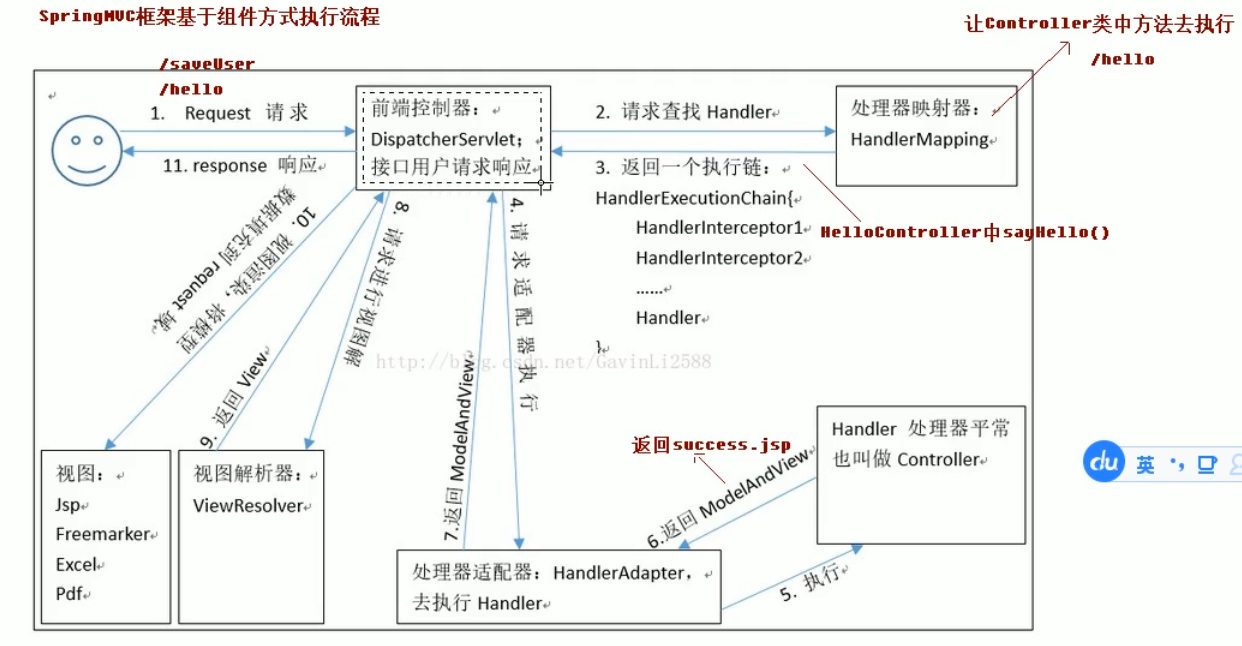 SpringMVC框架基于组件方式执行流程
让Controller类中方法去执行
/hello
/saveUser
/hello
1. Request 请求
11. response 响应
前端控制器：
DispatcherServlet；
接口用户请求响应
2. 请求查找 Handler
3. 返回一个执行链：
HandlerExecutionChain{
HandlerInterceptor1
HandlerInterceptor2
……
Handler
}
处理器映射器：
HandlerMapping
HelloController中sayHello()
10. 视图渲染，将模型
数据填充到 request 域。
9. 返回 View
8. 请求进行视图解
7.返回 ModelAndView
4. 请求适配器执行
http://blog.csdn.net/GavinLi2588
返回success.jsp
6.返回 ModelAndView
Handler 处理器平常
也叫做 Controller
视图：
Jsp
Freemarker
Excel
Pdf
视图解析器：
ViewResolver
处理器适配器：HandlerAdapter，
去执行 Handler
5. 执行
du 英